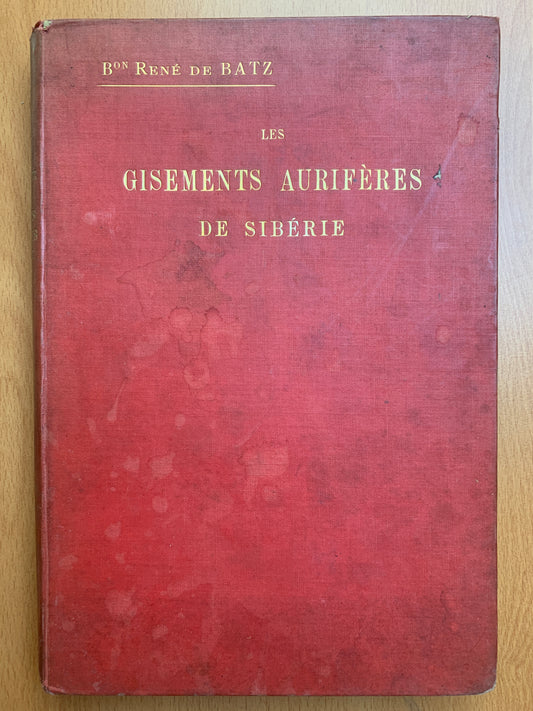 Bᴼᴺ René de BATZ
LES
GISEMENTS AURIFÈRES
DE SIBÉRIE